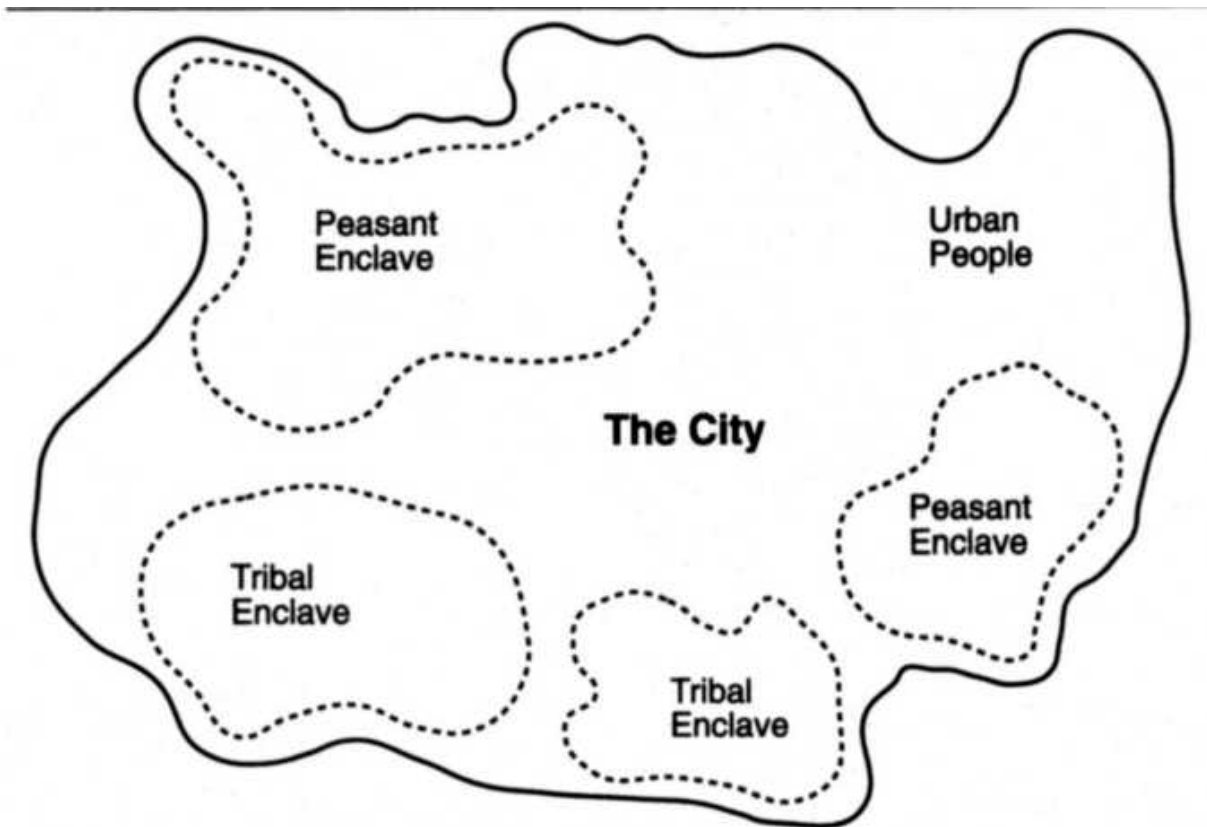 Peasant
Enclave
Urban
People
The City
Peasant
Enclave
Tribal
Enclave
Tribal
Enclave